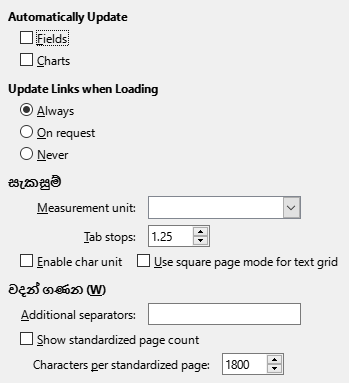 Automatically Update
Fields
Charts
Update Links when Loading
Always
On request
Never
සැකසුම්
Measurement unit:
Tab stops: 1.25
Enable char unit Use square page mode for text grid
වදන් ගණන (W)
Additional separators:
Show standardized page count
Characters per standardized page: 1800